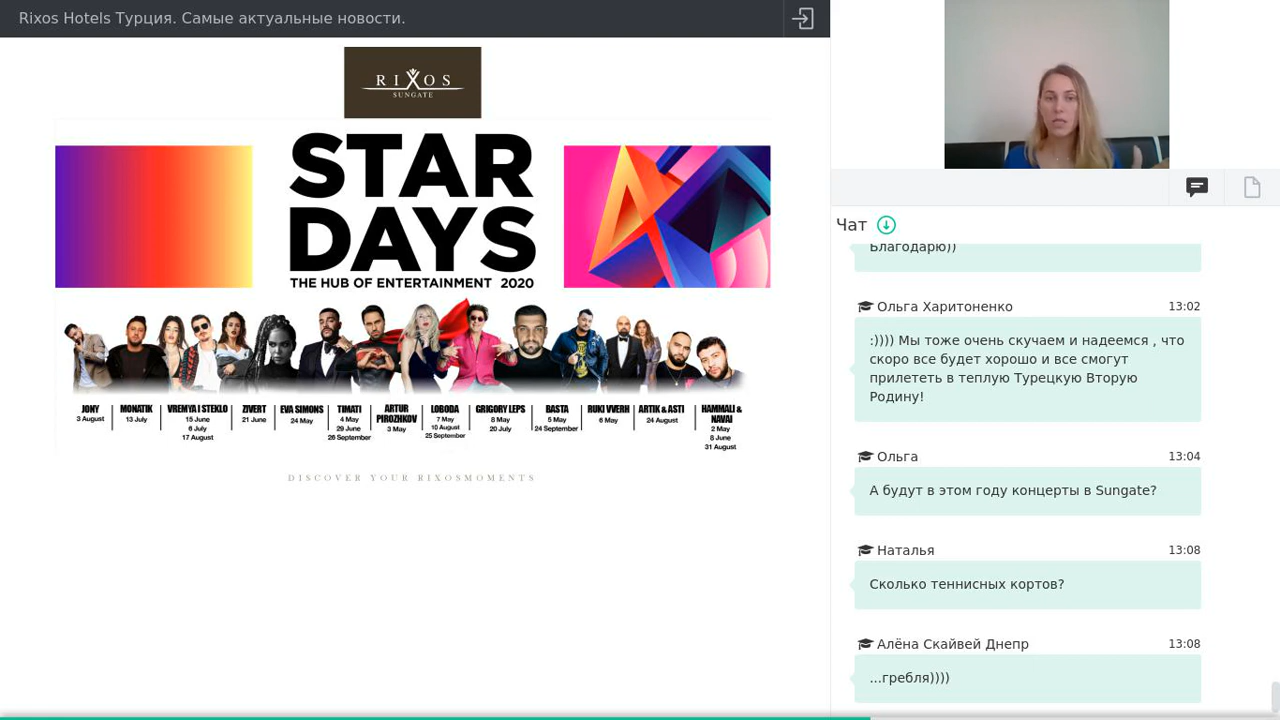 Rixos Hotels Турция. Самые актуальные новости.
RIXOS
SUNGATE
STAR
DAYS
THE HUB OF ENTERTAINMENT 2020
JONY
3 August
MONATIK
13 July
VREMYA I STEKLO
15 June
6 July
17 August
ZIVERT
21 June
EVA SIMONS
24 May
TIMATI
4 May
29 June
26 September
ARTUR
PIROZHKOV
3 May
LOBODA
7 May
10 August
25 September
GRIGORY LEPS
8 May
20 July
BASTA
5 May
24 September
RUKI VVERH
6 May
ARTIK & ASTI
24 August
HAMMALI &
NAVAI
2 May
8 June
31 August
DISCOVER YOUR RIXOSMOMENTS
Чат
Благодарю))
Ольга Харитоненко 13:02
:)))) Мы тоже очень скучаем и надеемся , что
скоро все будет хорошо и все смогут
прилететь в теплую Турецкую Вторую
Родину!
Ольга 13:04
А будут в этом году концерты в Sungate?
Наталья 13:08
Сколько теннисных кортов?
Алёна Скайвей Днепр 13:08
...гребля))))